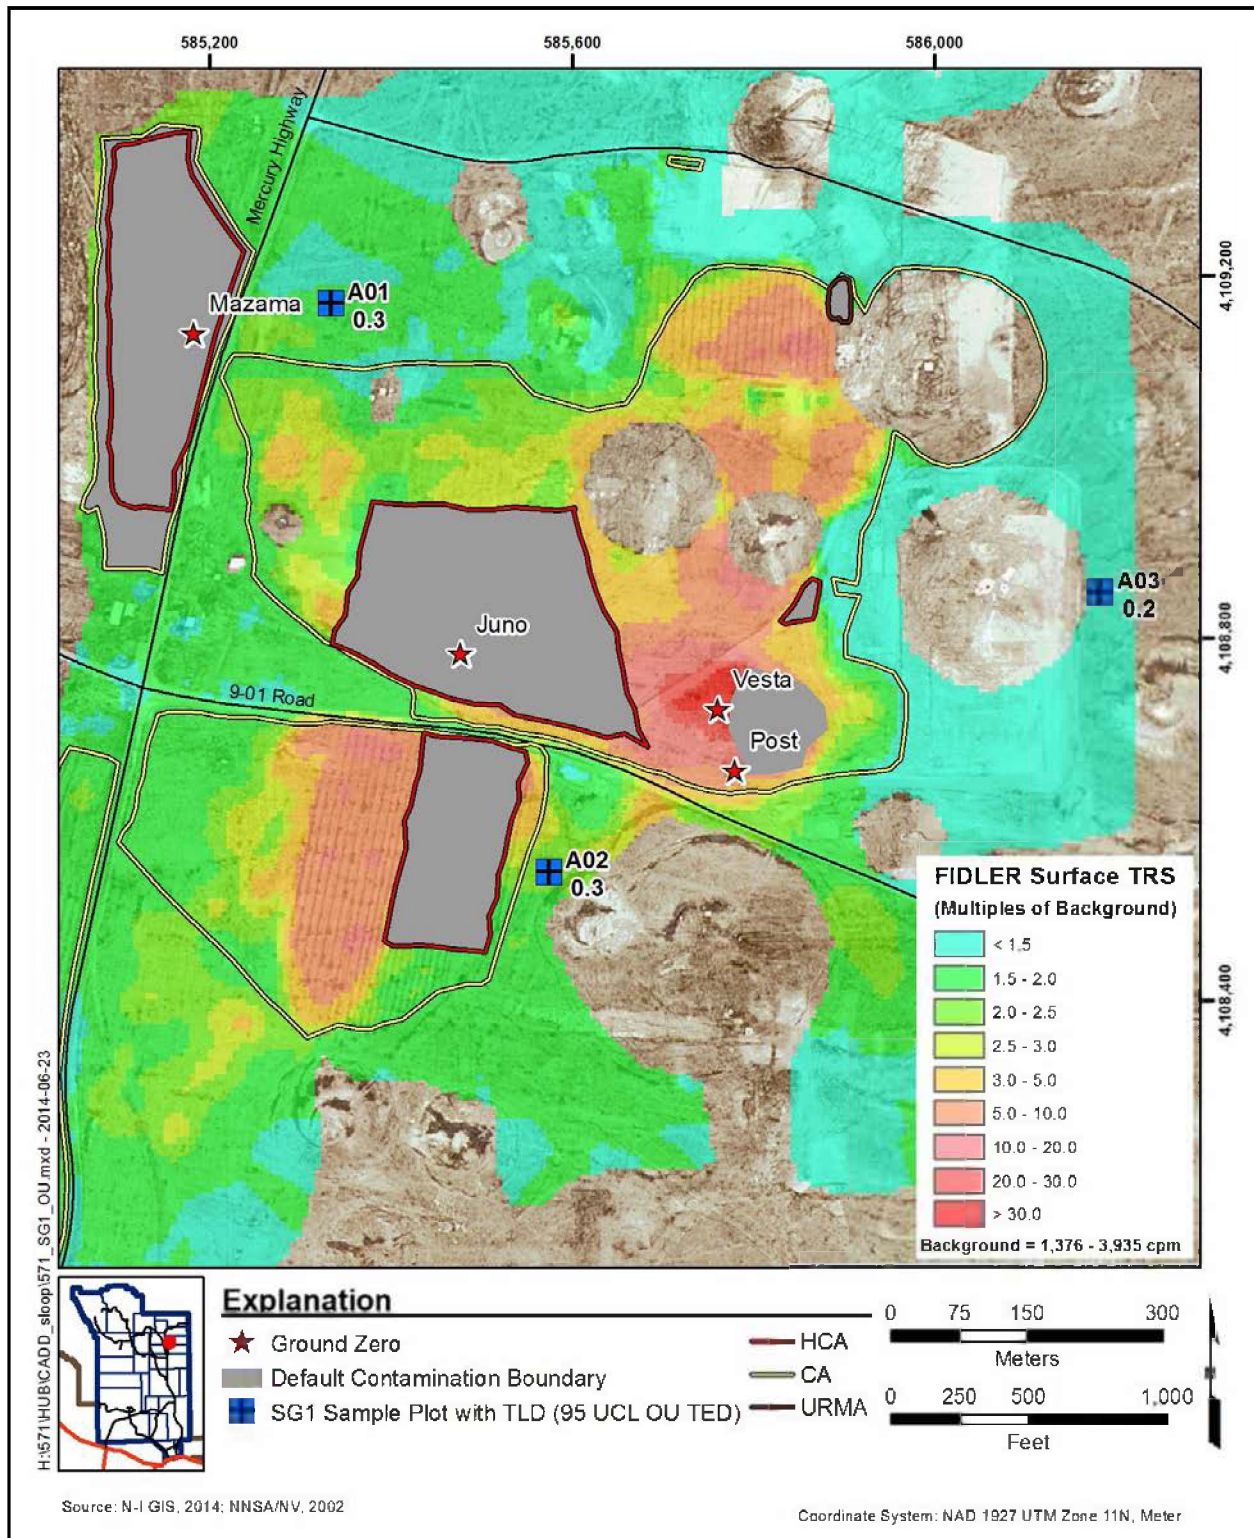 585,200
585,600
586,000
4,109,200
4,108,800
4,108,400
Mercury Highway
Mazama
A01
0.3
A03
0.2
Juno
Vesta
Post
9-01 Road
A02
0.3
FIDLER Surface TRS
(Multiples of Background)
< 1.5
1.5 - 2.0
2.0 - 2.5
2.5 - 3.0
3.0 - 5.0
5.0 - 10.0
10.0 - 20.0
20.0 - 30.0
> 30.0
Background = 1,376 - 3,935 cpm
H:\571\HUB\CADD_sloop\571_SG1_OU.mxd - 2014-06-23
Explanation
Ground Zero
Default Contamination Boundary
SG1 Sample Plot with TLD (95 UCL OU TED)
HCA
CA
URMA
0 75 150 300
Meters
0 250 500 1,000
Feet
Source: N-I GIS, 2014; NNSA/NV, 2002
Coordinate System: NAD 1927 UTM Zone 11N, Meter